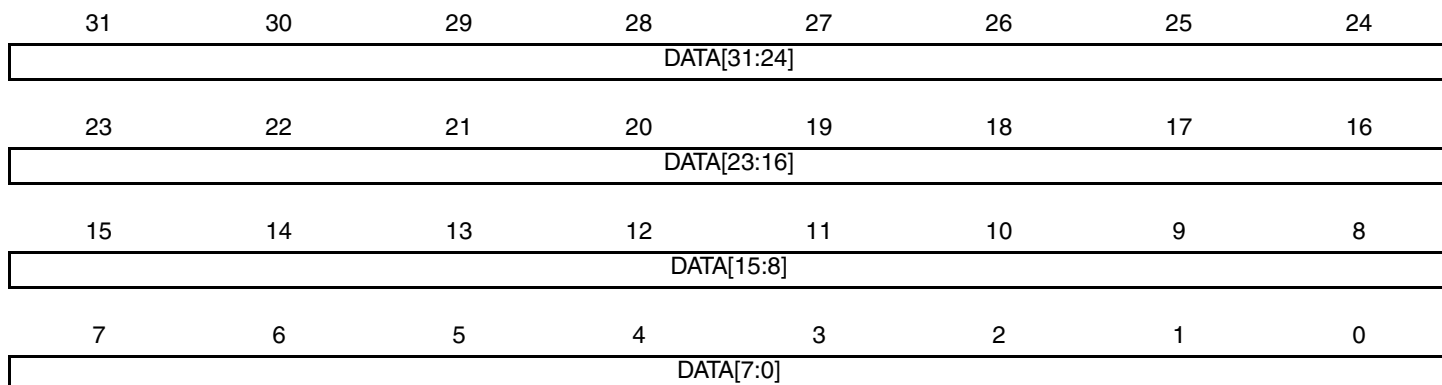 31 30 29 28 27 26 25 24
DATA[31:24]
23 22 21 20 19 18 17 16
DATA[23:16]
15 14 13 12 11 10 9 8
DATA[15:8]
7 6 5 4 3 2 1 0
DATA[7:0]